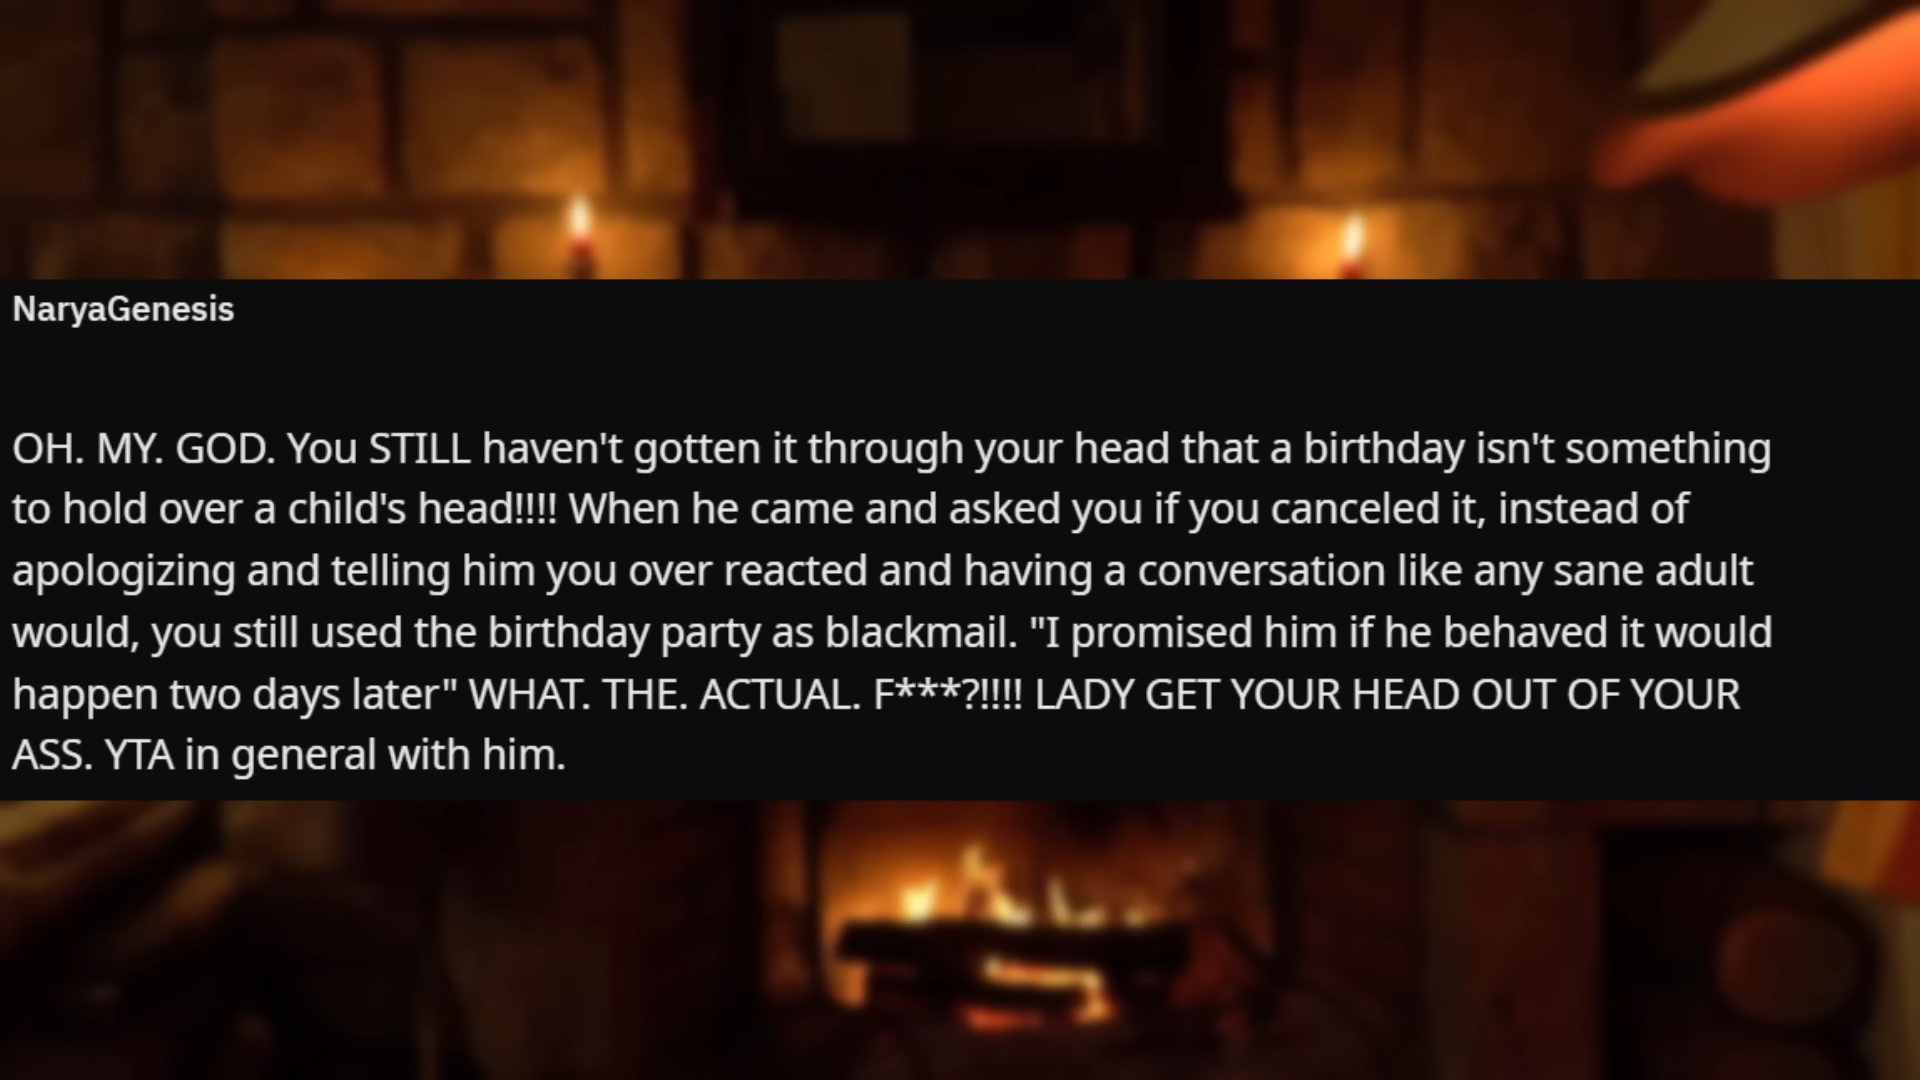 NaryaGenesis
OH. MY. GOD. You STILL haven't gotten it through your head that a birthday isn't something
to hold over a child's head!!!! When he came and asked you if you canceled it, instead of
apologizing and telling him you over reacted and having a conversation like any sane adult
would, you still used the birthday party as blackmail. "I promised him if he behaved it would
happen two days later" WHAT. THE. ACTUAL. F***?!!!! LADY GET YOUR HEAD OUT OF YOUR
ASS. YTA in general with him.